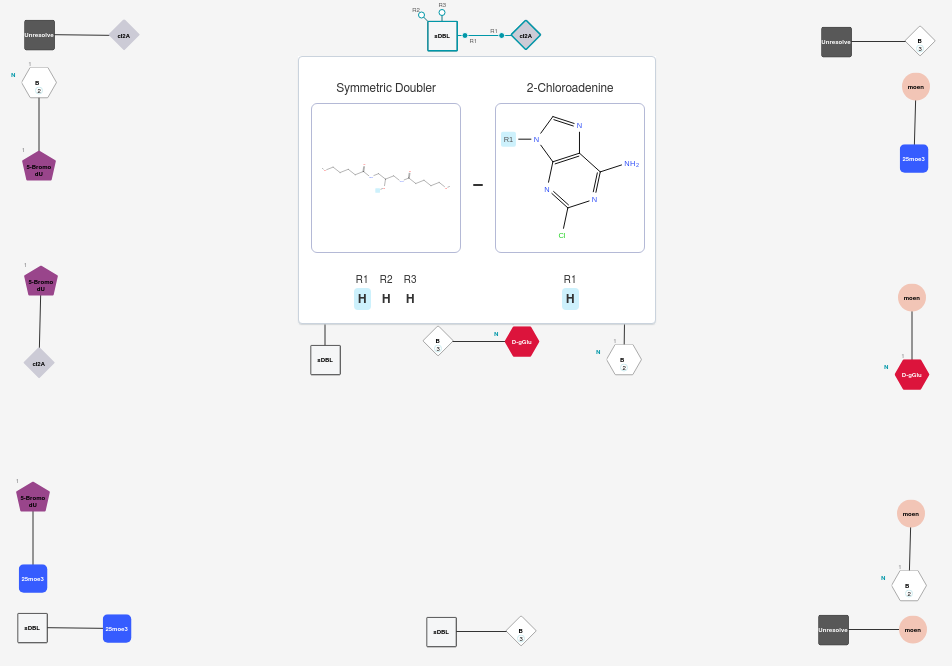 R3
R2
Unresolve
cl2A
sDBL
R1
R1
cl2A
Unresolve
B
3
1
N
B
2
moen
25moe3
1
5-Bromo
dU
Symmetric Doubler
2-Chloroadenine
R1
N
N
NH₂
N
N
Cl
R1 R2 R3
H H H
R1
H
1
5-Bromo
dU
cl2A
moen
1
N
D-gGlu
sDBL
B
3
N
D-gGlu
1
N
B
2
1
5-Bromo
dU
25moe3
moen
1
N
B
2
sDBL
25moe3
sDBL
B
3
Unresolve
moen